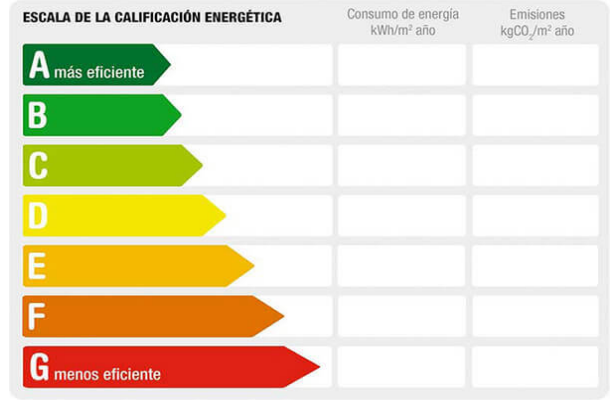 ESCALA DE LA CALIFICACIÓN ENERGÉTICA
Consumo de energía
kWh/m² año
Emisiones
kgCO₂/m² año
A más eficiente
B
C
D
E
F
G menos eficiente